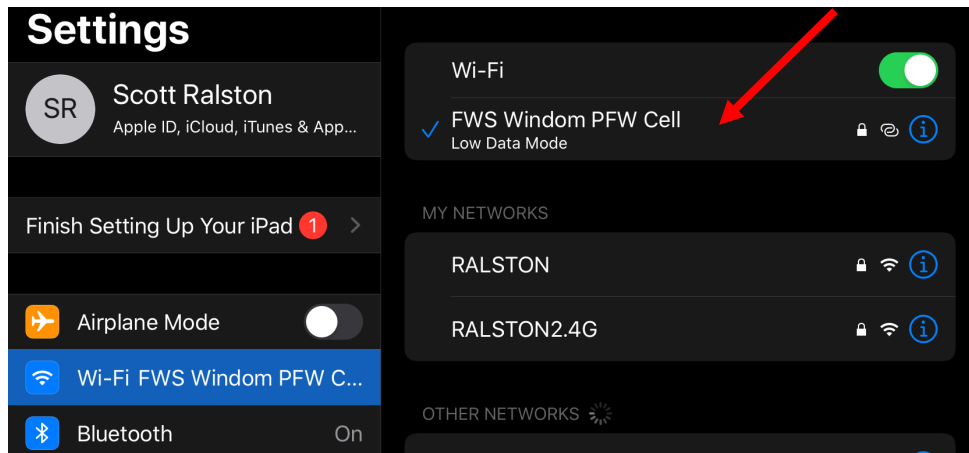 Settings
SR
Scott Ralston
Apple ID, iCloud, iTunes & App...
Finish Setting Up Your iPad 1
Airplane Mode
Wi-Fi FWS Windom PFW C...
Bluetooth On
Wi-Fi
FWS Windom PFW Cell
Low Data Mode
MY NETWORKS
RALSTON
RALSTON2.4G
OTHER NETWORKS